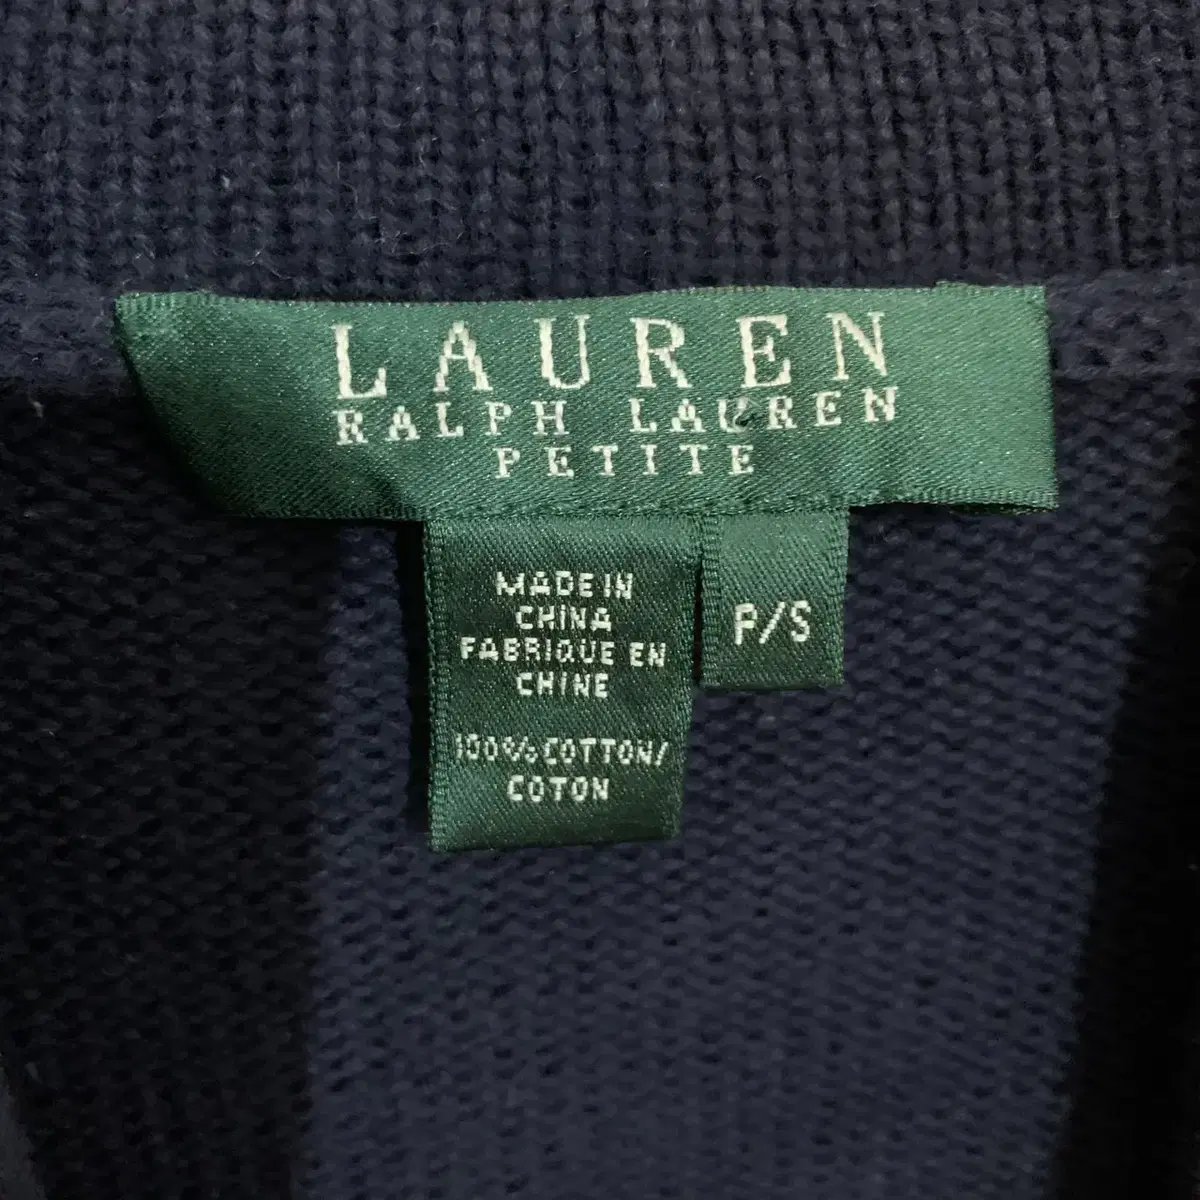 LAUREN
RALPH LAUREN
PETITE
MADE IN
CHINA
FABRIQUE EN
CHINE
100% COTTON/
COTON
P/S